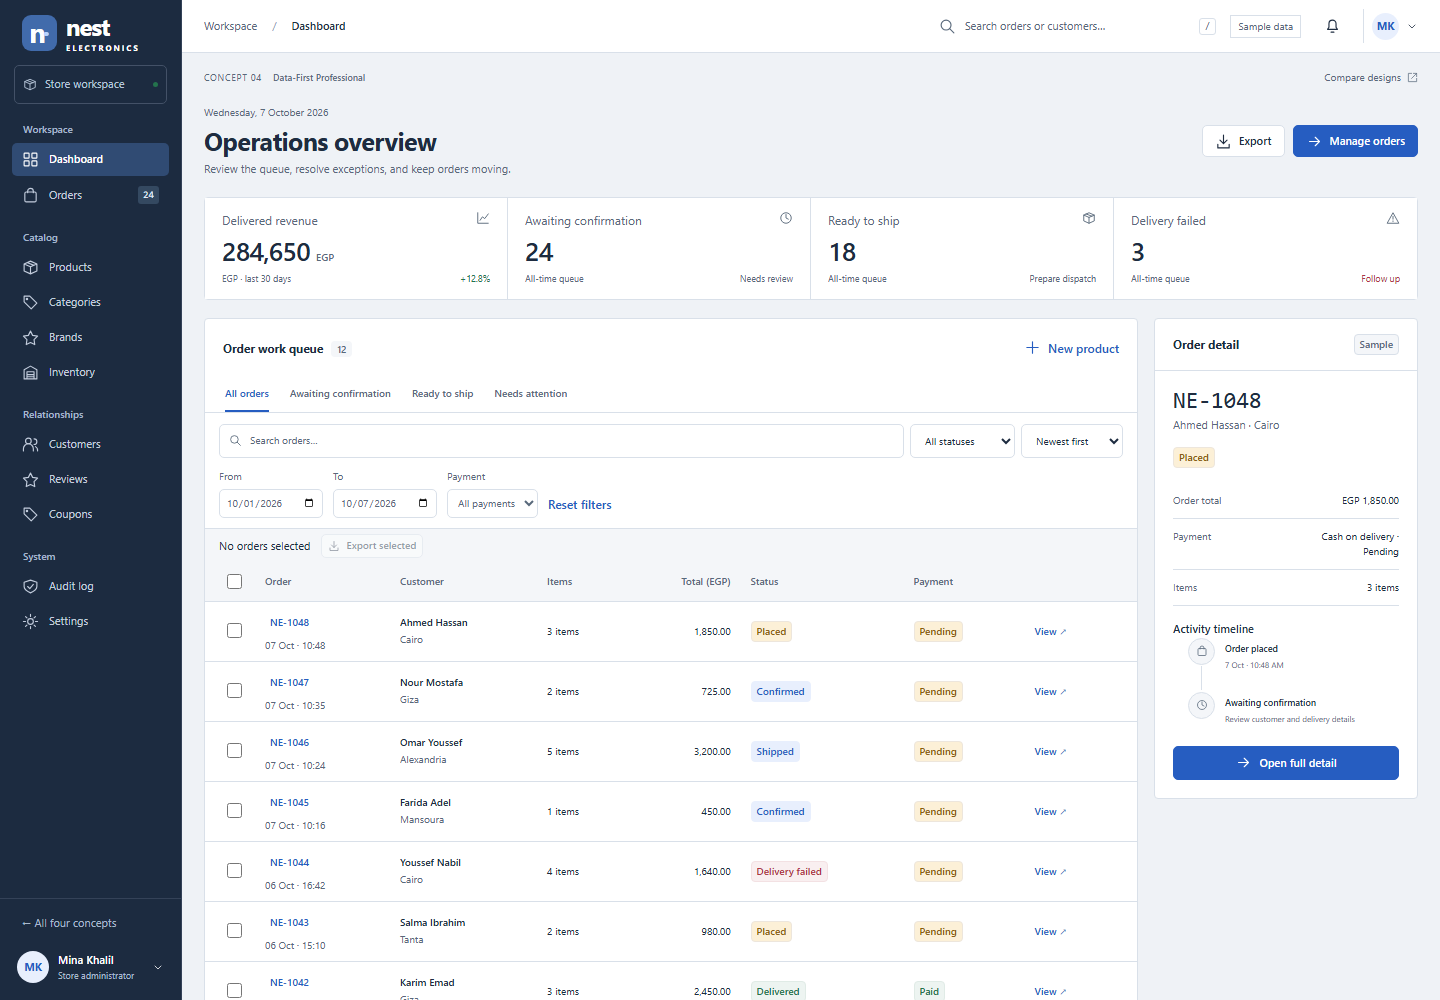 nest
ELECTRONICS
Store workspace
Workspace
Dashboard
Orders 24
Catalog
Products
Categories
Brands
Inventory
Relationships
Customers
Reviews
Coupons
System
Audit log
Settings
← All four concepts
MK Mina Khalil
Store administrator
Workspace / Dashboard
Search orders or customers...
/
Sample data
MK
CONCEPT 04 Data-First Professional
Compare designs
Wednesday, 7 October 2026
Operations overview
Review the queue, resolve exceptions, and keep orders moving.
Export
Manage orders
Delivered revenue
284,650 EGP
EGP · last 30 days +12.8%
Awaiting confirmation
24
All-time queue Needs review
Ready to ship
18
All-time queue Prepare dispatch
Delivery failed
3
All-time queue Follow up
Order work queue 12
New product
All orders Awaiting confirmation Ready to ship Needs attention
Search orders...
All statuses
Newest first
From To Payment
10/01/2026 10/07/2026 All payments Reset filters
No orders selected Export selected
Order Customer Items Total (EGP) Status Payment
NE-1048 Ahmed Hassan 3 items 1,850.00 Placed Pending View ↗
07 Oct · 10:48 Cairo
NE-1047 Nour Mostafa 2 items 725.00 Confirmed Pending View ↗
07 Oct · 10:35 Giza
NE-1046 Omar Youssef 5 items 3,200.00 Shipped Pending View ↗
07 Oct · 10:24 Alexandria
NE-1045 Farida Adel 1 items 450.00 Confirmed Pending View ↗
07 Oct · 10:16 Mansoura
NE-1044 Youssef Nabil 4 items 1,640.00 Delivery failed Pending View ↗
06 Oct · 16:42 Cairo
NE-1043 Salma Ibrahim 2 items 980.00 Placed Pending View ↗
06 Oct · 15:10 Tanta
NE-1042 Karim Emad 3 items 2,450.00 Delivered Paid View ↗
Giza
Order detail Sample
NE-1048
Ahmed Hassan · Cairo
Placed
Order total EGP 1,850.00
Payment Cash on delivery ·
Pending
Items 3 items
Activity timeline
Order placed
7 Oct · 10:48 AM
Awaiting confirmation
Review customer and delivery details
Open full detail